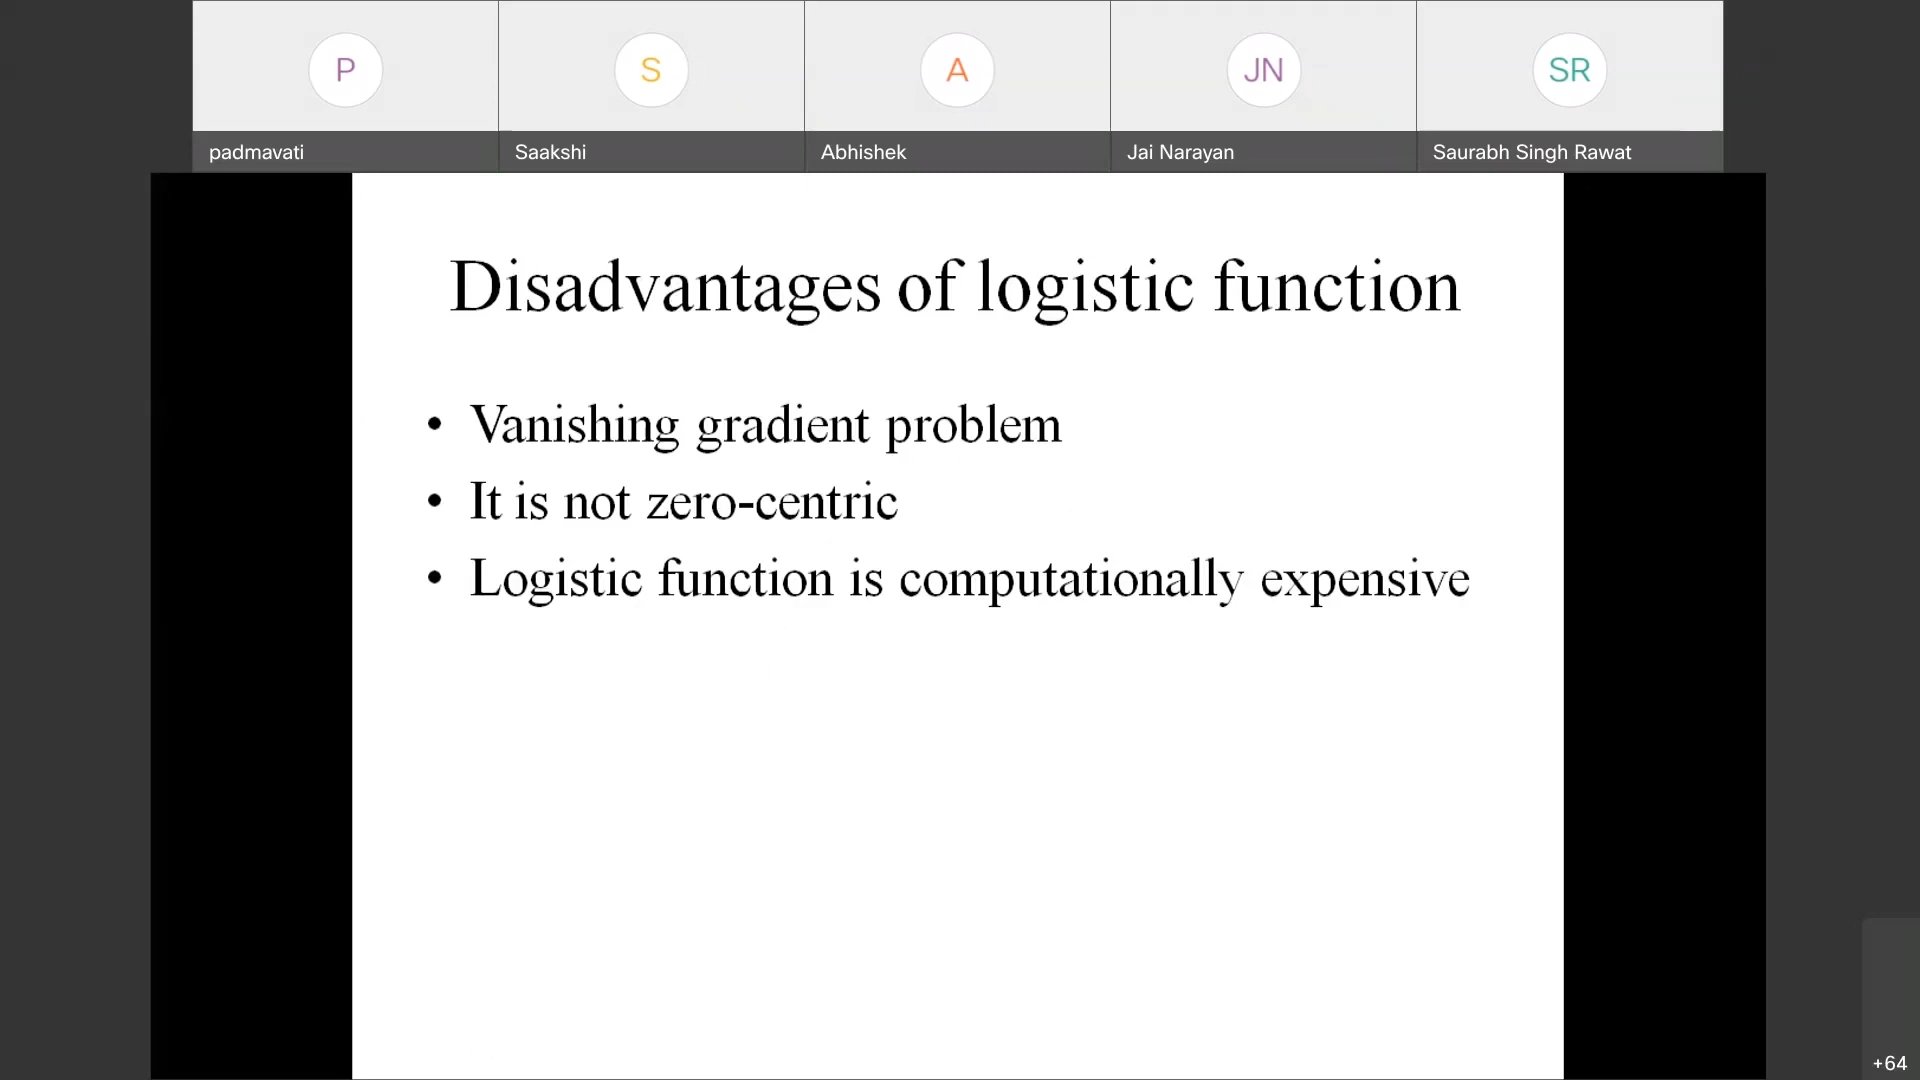 P
S
A
JN
SR
padmavati
Saakshi
Abhishek
Jai Narayan
Saurabh Singh Rawat
Disadvantages of logistic function
• Vanishing gradient problem
• It is not zero-centric
• Logistic function is computationally expensive
+64